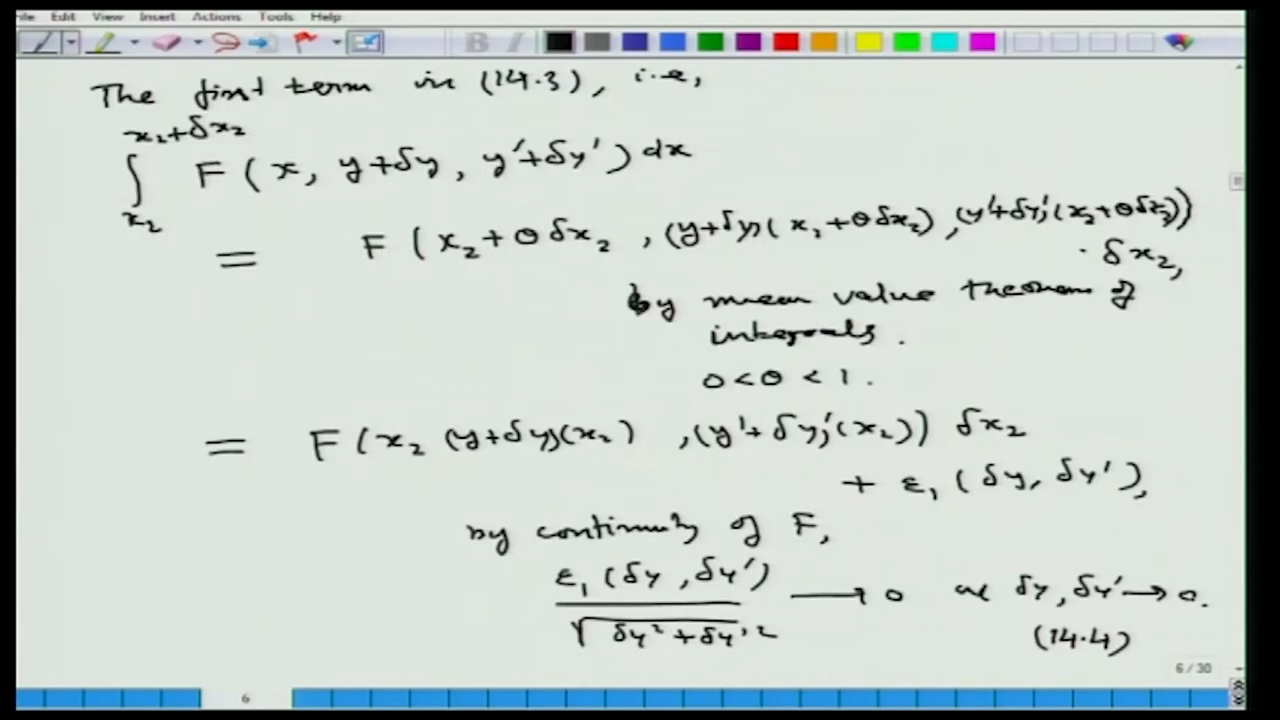 File Edit View Insert Actions Tools Help
The first term in (14.3), i.e,
x₂+δx₂
∫ F(x, y+δy, y'+δy')dx
x₂
= F(x₂+θδx₂, (y+δy)(x₂+θδx₂), (y'+δy')(x₂+θδx₂))
· δx₂,
by mean value theorem of
integrals.
0<θ<1.
= F(x₂ (y+δy)(x₂), (y'+δy')(x₂)) δx₂
+ ε₁(δy, δy'),
by continuity of F,
ε₁(δy, δy')
/ √δy²+δy'² → 0 as δy, δy' → 0.
(14.4)
6/30
6